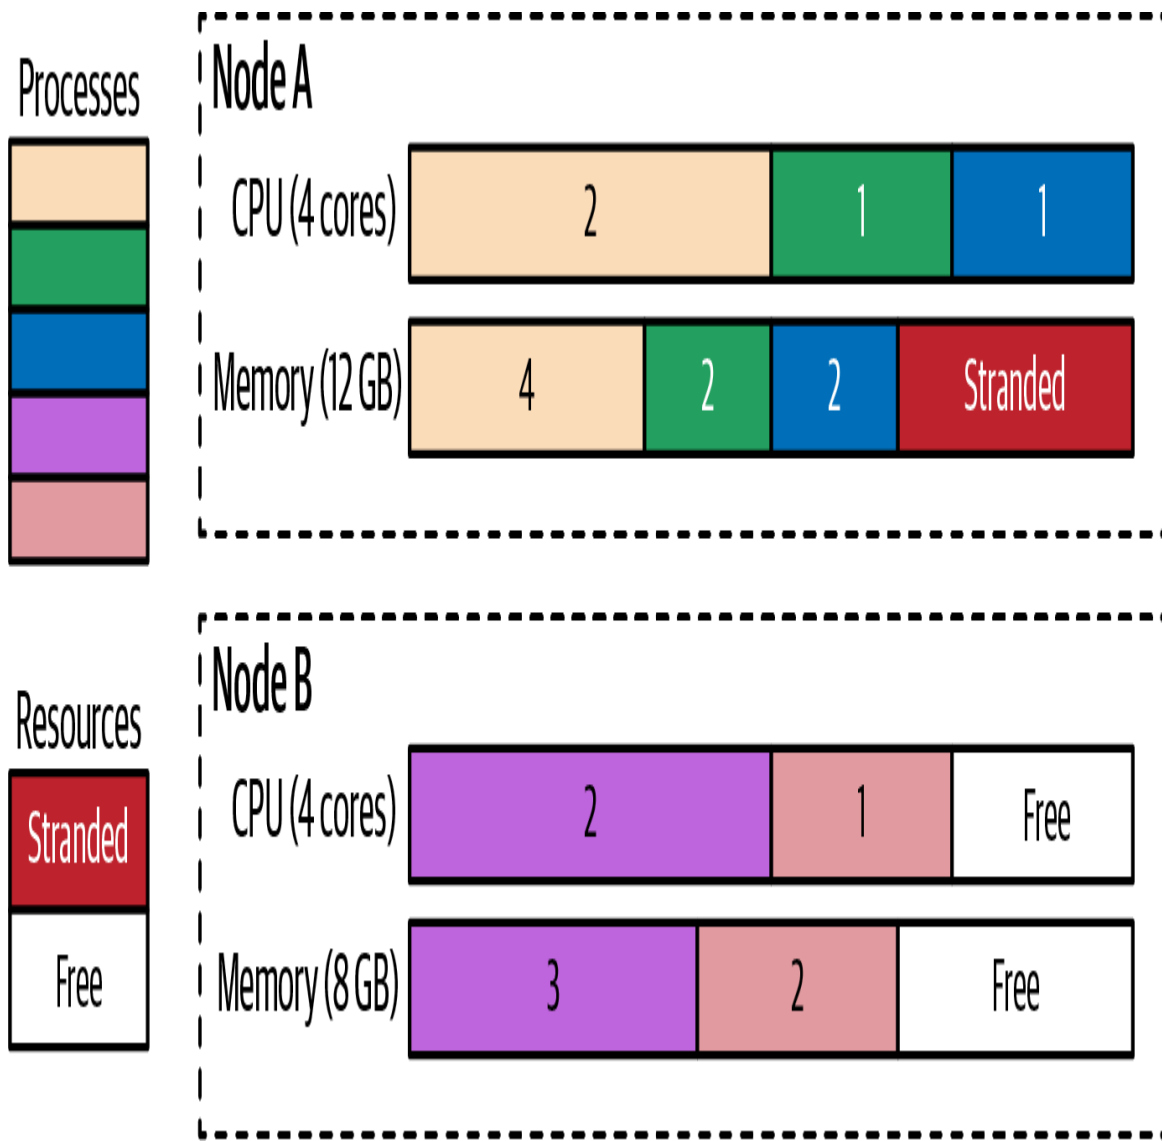 Processes
Node A
CPU (4 cores)
2
1
1
Memory (12 GB)
4
2
2
Stranded
Resources
Stranded
Free
Node B
CPU (4 cores)
2
1
Free
Memory (8 GB)
3
2
Free